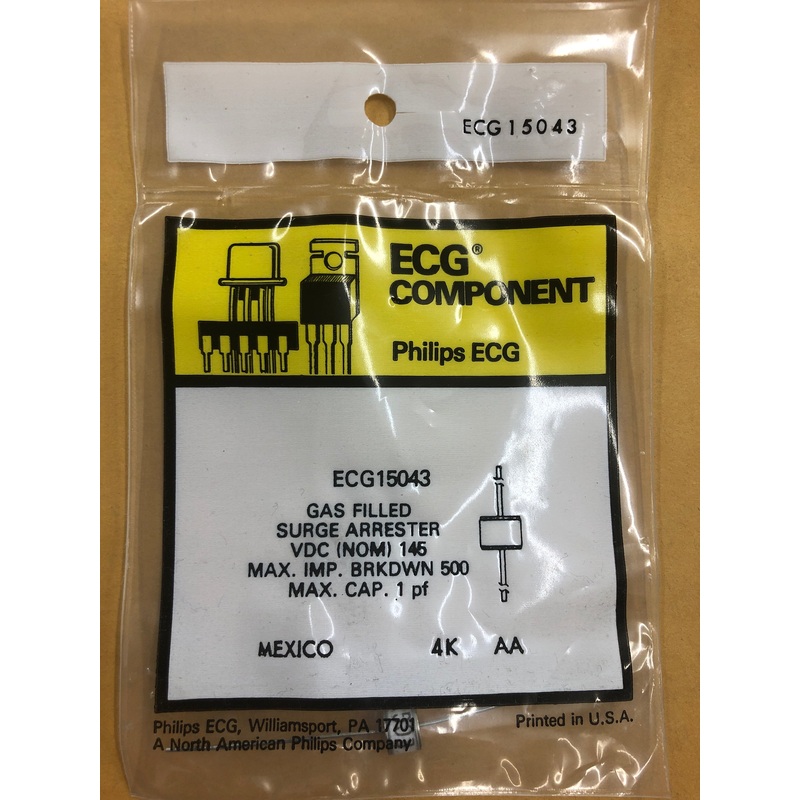 ECG15043
ECG®
COMPONENT
Philips ECG
ECG15043
GAS FILLED
SURGE ARRESTER
VDC (NOM) 145
MAX. IMP. BRKDWN 500
MAX. CAP. 1 pf
MEXICO 4K AA
Philips ECG, Williamsport, PA 17701
A North American Philips Company
Printed in U.S.A.